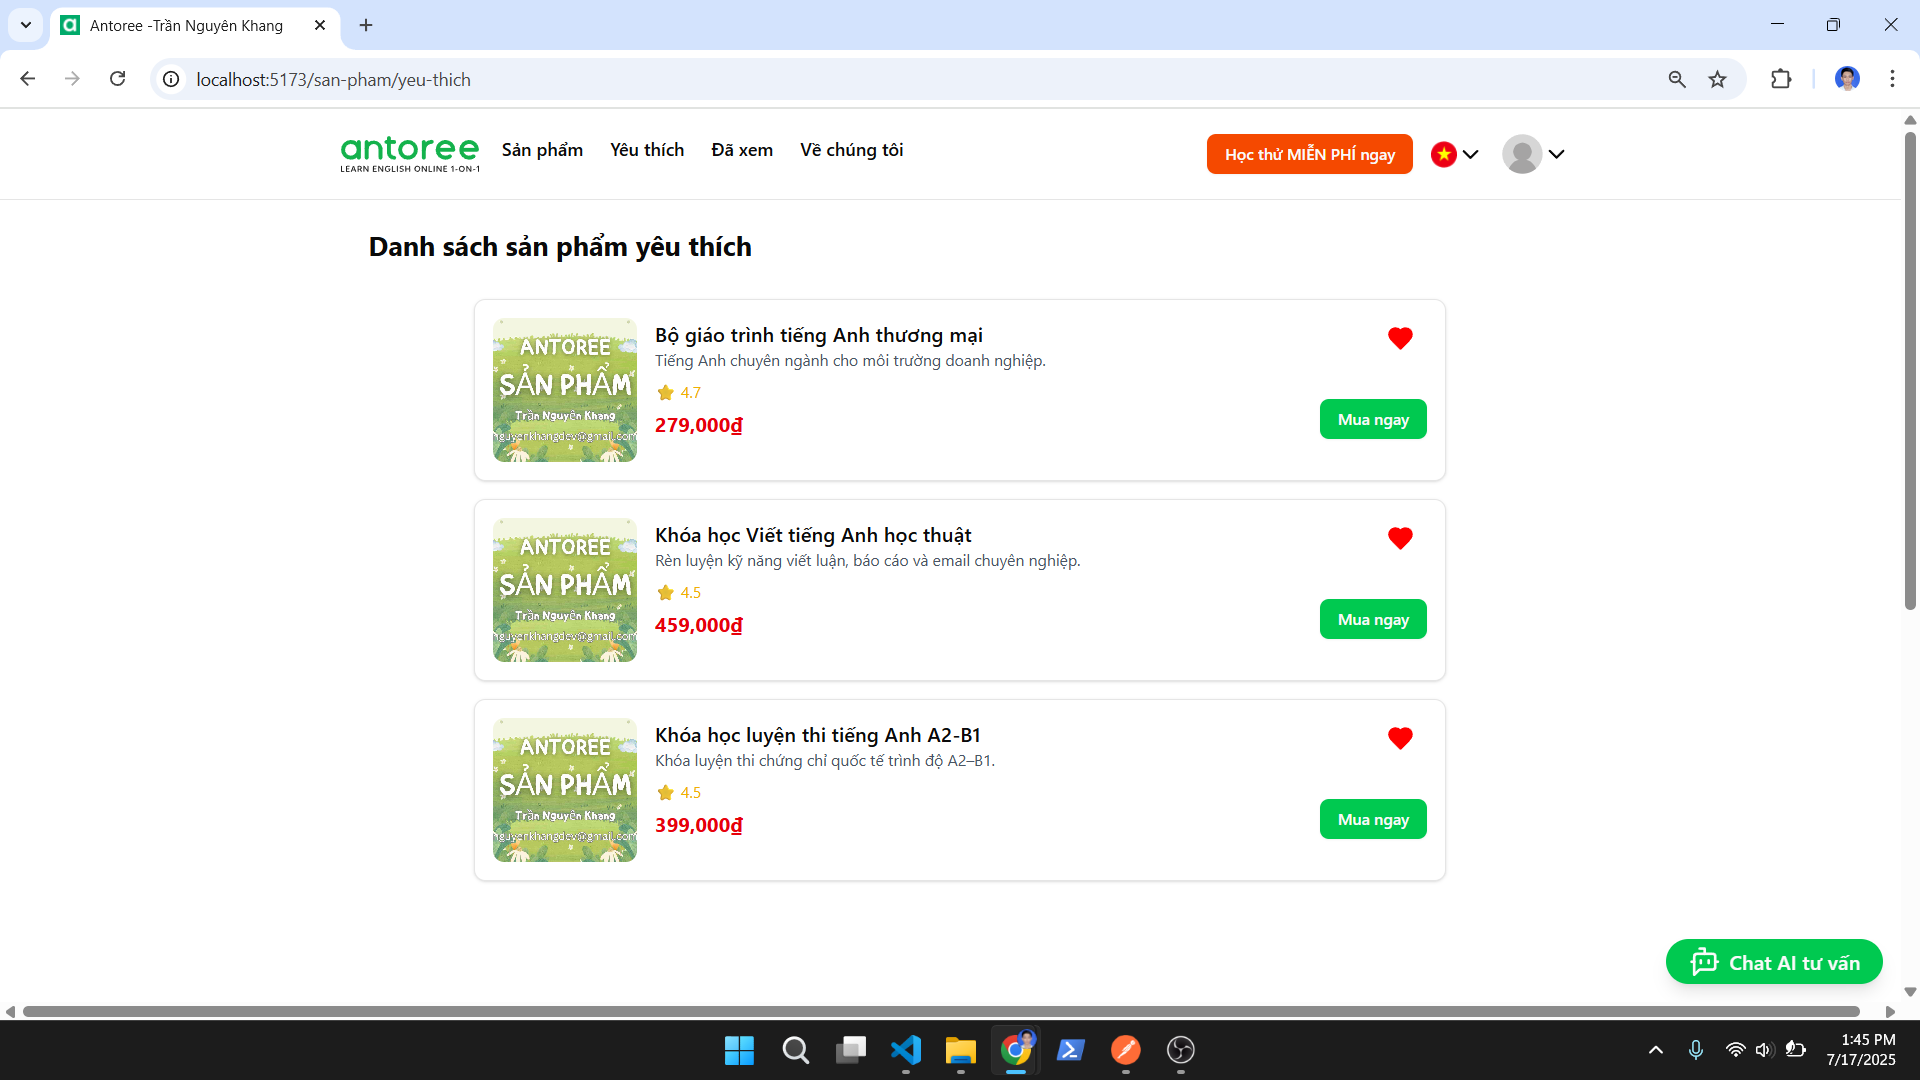 Antoree -Trần Nguyên Khang
localhost:5173/san-pham/yeu-thich
antoree
LEARN ENGLISH ONLINE 1-ON-1
Sản phẩm Yêu thích Đã xem Về chúng tôi
Học thử MIỄN PHÍ ngay
Danh sách sản phẩm yêu thích
ANTOREE
SẢN PHẨM
Trần Nguyên Khang
nguyenkhangdev@gmail.com
Bộ giáo trình tiếng Anh thương mại
Tiếng Anh chuyên ngành cho môi trường doanh nghiệp.
4.7
279,000₫
Mua ngay
ANTOREE
SẢN PHẨM
Trần Nguyên Khang
nguyenkhangdev@gmail.com
Khóa học Viết tiếng Anh học thuật
Rèn luyện kỹ năng viết luận, báo cáo và email chuyên nghiệp.
4.5
459,000₫
Mua ngay
ANTOREE
SẢN PHẨM
Trần Nguyên Khang
nguyenkhangdev@gmail.com
Khóa học luyện thi tiếng Anh A2-B1
Khóa luyện thi chứng chỉ quốc tế trình độ A2–B1.
4.5
399,000₫
Mua ngay
Chat AI tư vấn
1:45 PM
7/17/2025